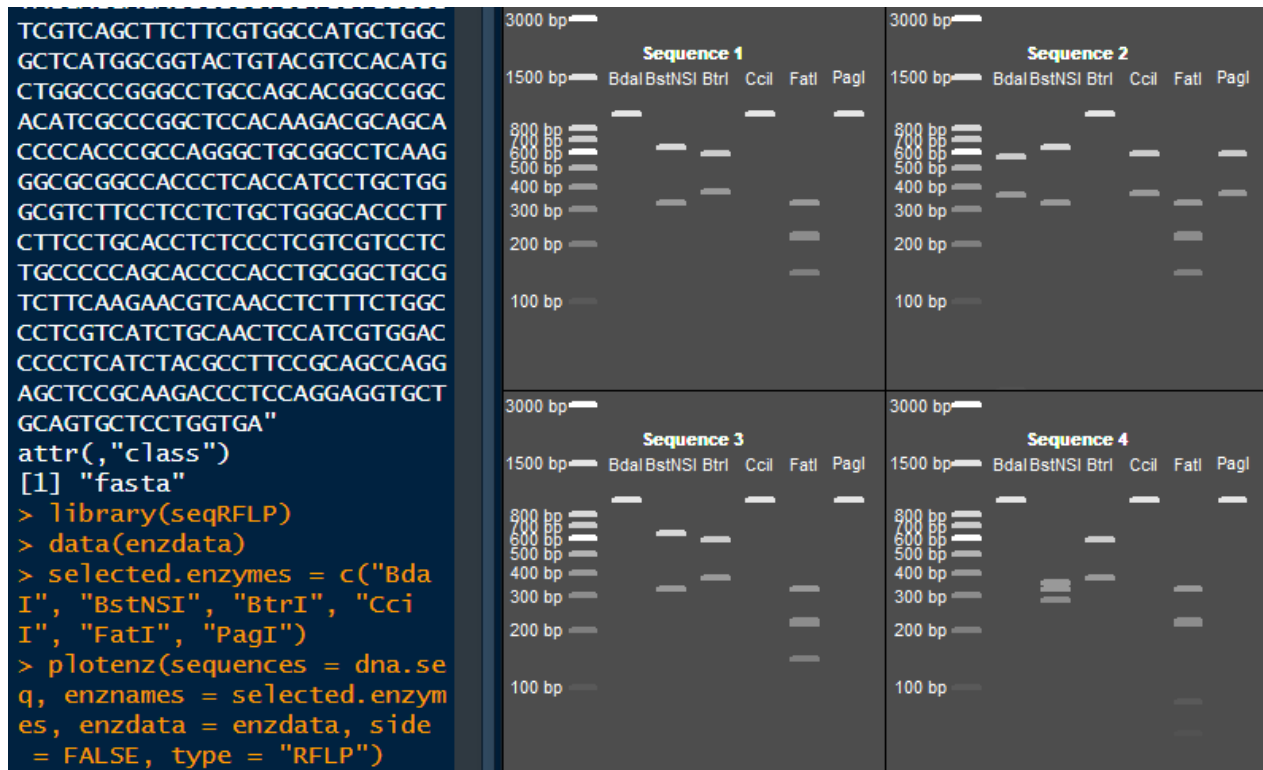 TCGTCAGCTTCTTCGTGGCCATGCTGGC
GCTCATGGCGGTACTGTACGTCCACATG
CTGGCCCGGGCCTGCCAGCACGGCCGGC
ACATCGCCCGGCTCCACAAGACGCAGCA
CCCCACCCGCCAGGGCTGCGGCCTCAAG
GGCGCGGCCACCCTCACCATCCTGCTGG
GCGTCTTCCTCCTCTGCTGGGCACCCTT
CTTCCTGCACCTCTCCCTCGTCGTCCTC
TGCCCCCAGCACCCCACCTGCGGCTGCG
TCTTCAAGAACGTCAACCTCTTTCTGGC
CCTCGTCATCTGCAACTCCATCGTGGAC
CCCCTCATCTACGCCTTCCGCAGCCAGG
AGCTCCGCAAGACCCTCCAGGAGGTGCT
GCAGTGCTCCTGGTGA"
attr(,"class")
[1] "fasta"
> library(seqRFLP)
> data(enzdata)
> selected.enzymes = c("Bda
I", "BstNSI", "BtrI", "Cci
I", "FatI", "PagI")
> plotenz(sequences = dna.se
q, enznames = selected.enzym
es, enzdata = enzdata, side
= FALSE, type = "RFLP")
3000 bp
Sequence 1
1500 bp BdaI BstNSI BtrI CciI FatI PagI
800 bp
700 bp
600 bp
500 bp
400 bp
300 bp
200 bp
100 bp
3000 bp
Sequence 2
1500 bp BdaI BstNSI BtrI CciI FatI PagI
800 bp
700 bp
600 bp
500 bp
400 bp
300 bp
200 bp
100 bp
3000 bp
Sequence 3
1500 bp BdaI BstNSI BtrI CciI FatI PagI
800 bp
700 bp
600 bp
500 bp
400 bp
300 bp
200 bp
100 bp
3000 bp
Sequence 4
1500 bp BdaI BstNSI BtrI CciI FatI PagI
800 bp
700 bp
600 bp
500 bp
400 bp
300 bp
200 bp
100 bp